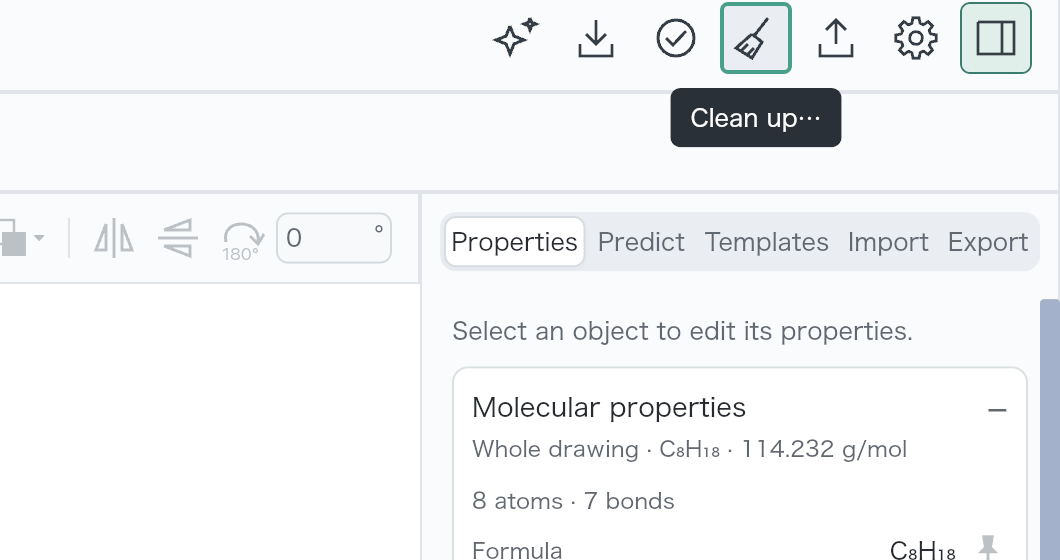 Clean up⋯
180°
0 °
Properties Predict Templates Import Export
Select an object to edit its properties.
Molecular properties
Whole drawing · C₈H₁₈ · 114.232 g/mol
8 atoms · 7 bonds
Formula C₈H₁₈